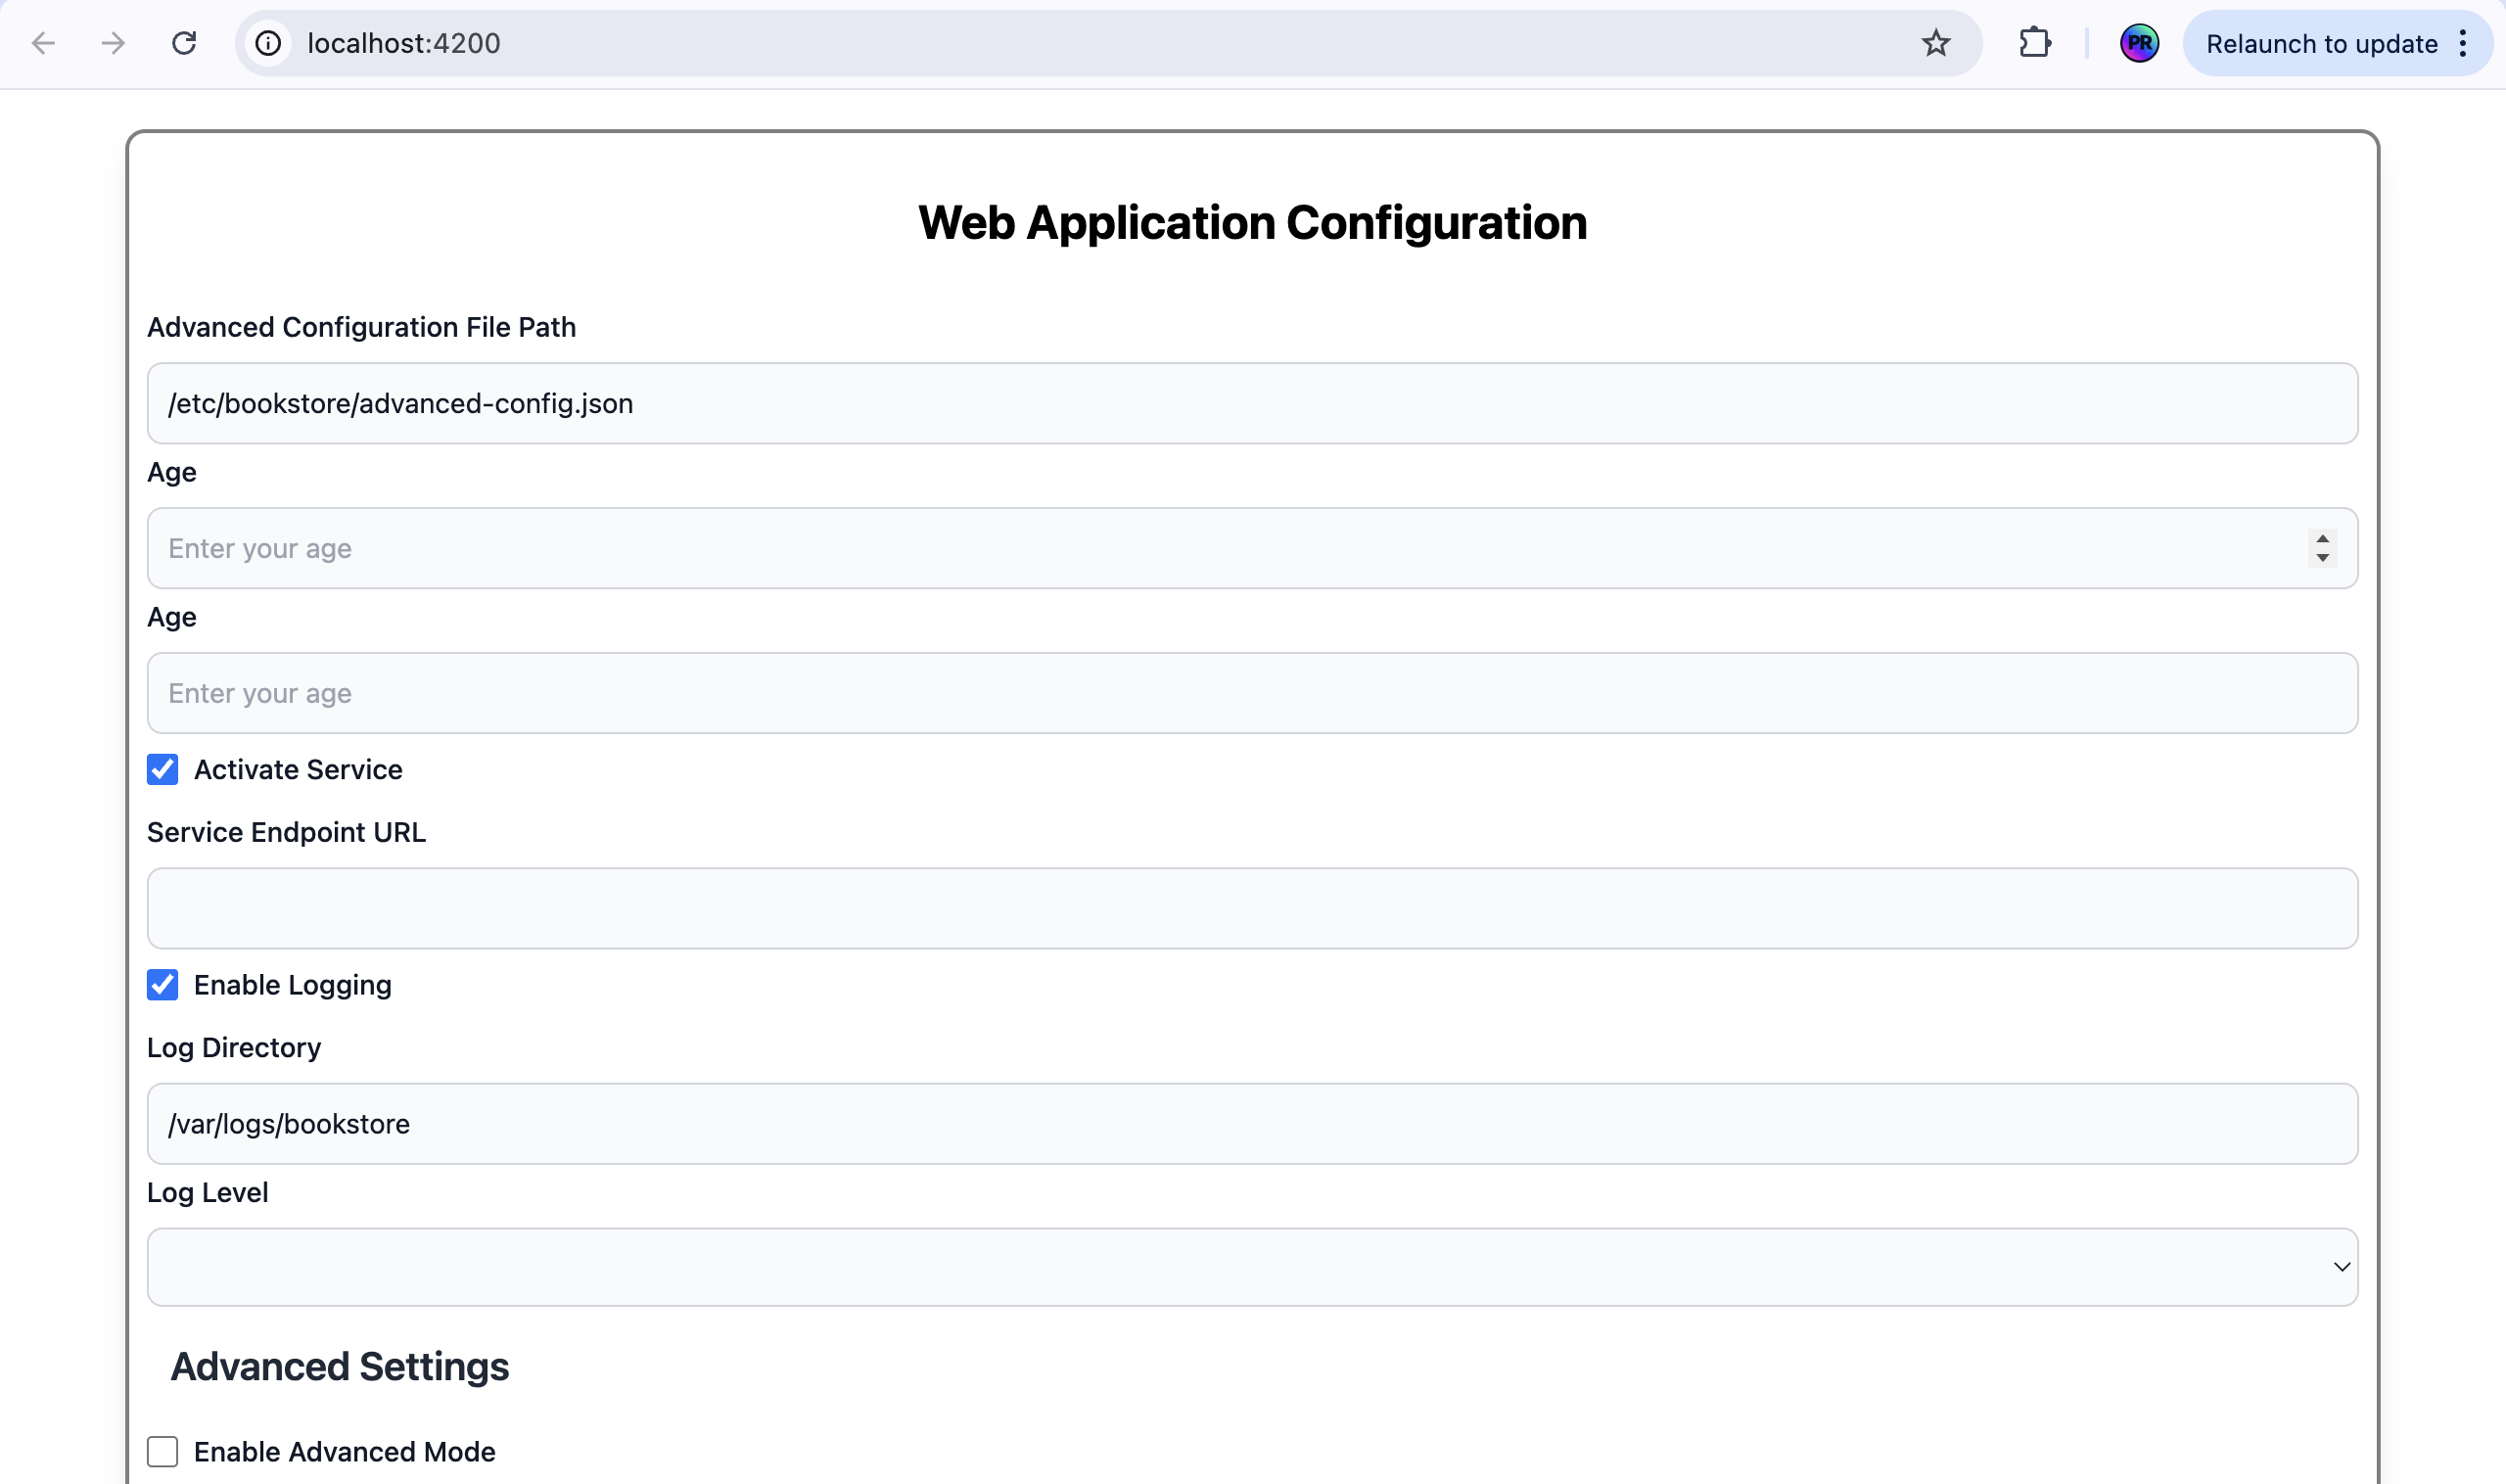 localhost:4200
PR
Relaunch to update
Web Application Configuration
Advanced Configuration File Path
/etc/bookstore/advanced-config.json
Age
Enter your age
Age
Enter your age
Activate Service
Service Endpoint URL
Enable Logging
Log Directory
/var/logs/bookstore
Log Level
Advanced Settings
Enable Advanced Mode